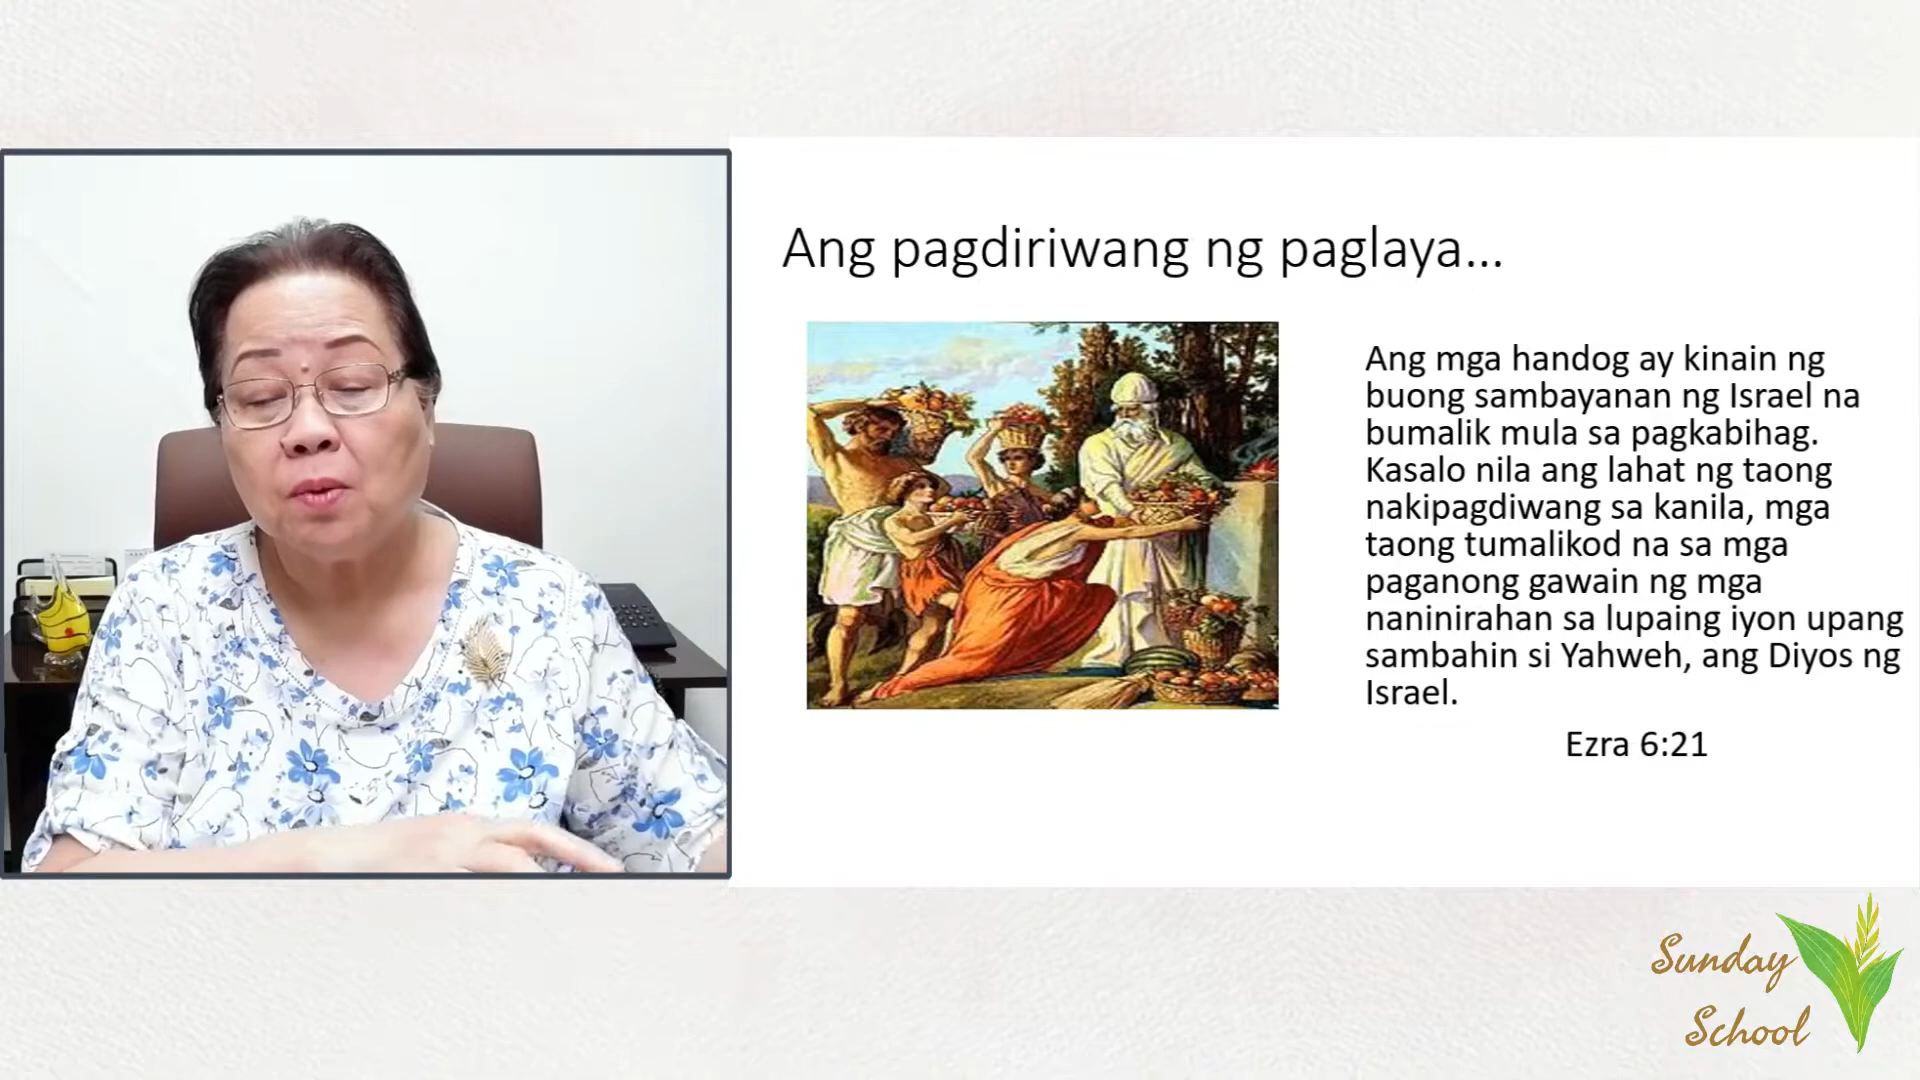 Ang pagdiriwang ng paglaya...
Ang mga handog ay kinain ng
buong sambayanan ng Israel na
bumalik mula sa pagkabihag.
Kasalo nila ang lahat ng taong
nakipagdiwang sa kanila, mga
taong tumalikod na sa mga
paganong gawain ng mga
naninirahan sa lupaing iyon upang
sambahin si Yahweh, ang Diyos ng
Israel.
Ezra 6:21
Sunday
School